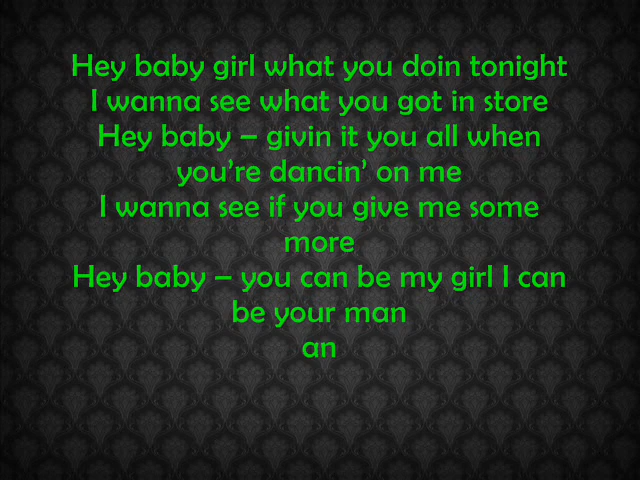 Hey baby girl what you doin tonight
I wanna see what you got in store
Hey baby – givin it you all when
you’re dancin’ on me
I wanna see if you give me some
more
Hey baby – you can be my girl I can
be your man
an